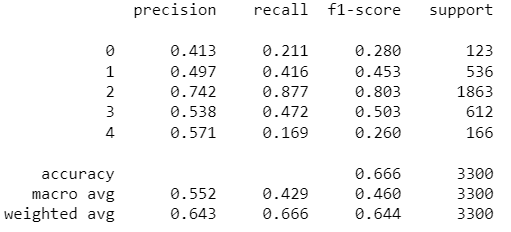 precision recall f1-score support
0 0.413 0.211 0.280 123
1 0.497 0.416 0.453 536
2 0.742 0.877 0.803 1863
3 0.538 0.472 0.503 612
4 0.571 0.169 0.260 166
accuracy 0.666 3300
macro avg 0.552 0.429 0.460 3300
weighted avg 0.643 0.666 0.644 3300